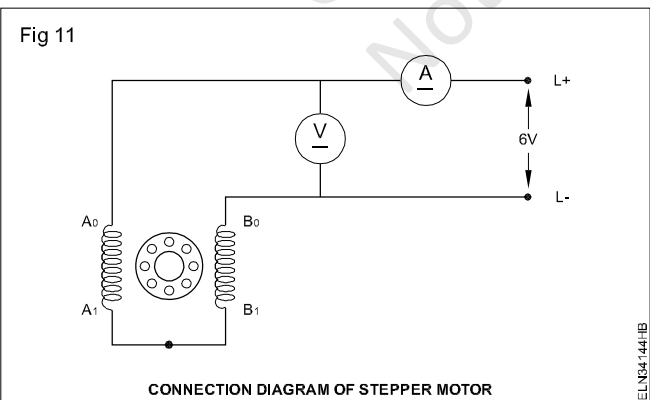 Fig 11
A
L+
V
6V
L-
A0
B0
A1
B1
CONNECTION DIAGRAM OF STEPPER MOTOR
ELN34144HB